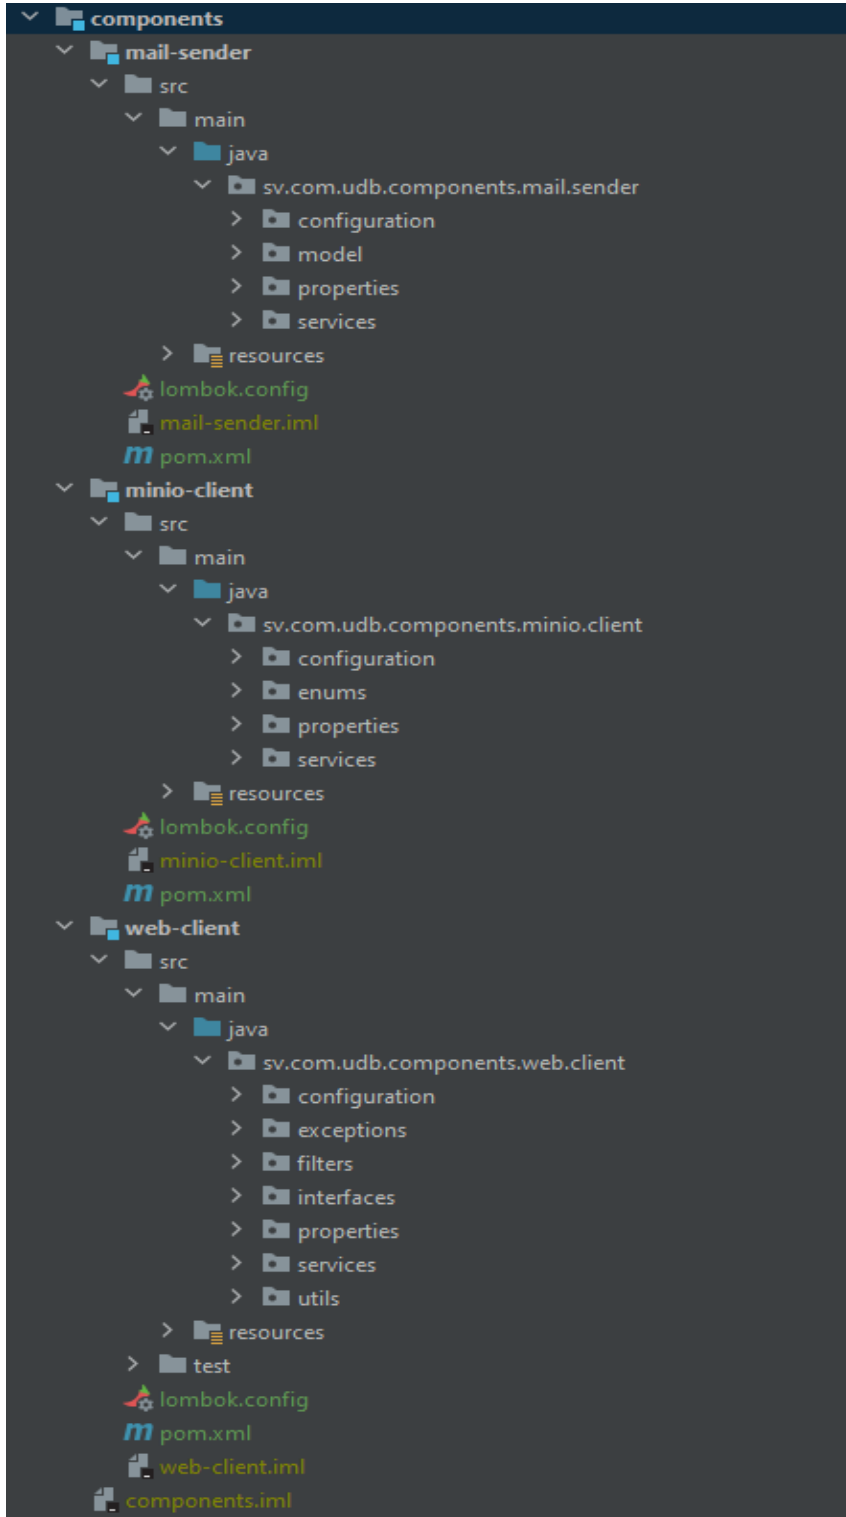 components
mail-sender
src
main
java
sv.com.udb.components.mail.sender
configuration
model
properties
services
resources
lombok.config
mail-sender.iml
m pom.xml
minio-client
src
main
java
sv.com.udb.components.minio.client
configuration
enums
properties
services
resources
lombok.config
minio-client.iml
m pom.xml
web-client
src
main
java
sv.com.udb.components.web.client
configuration
exceptions
filters
interfaces
properties
services
utils
resources
test
lombok.config
m pom.xml
web-client.iml
components.iml